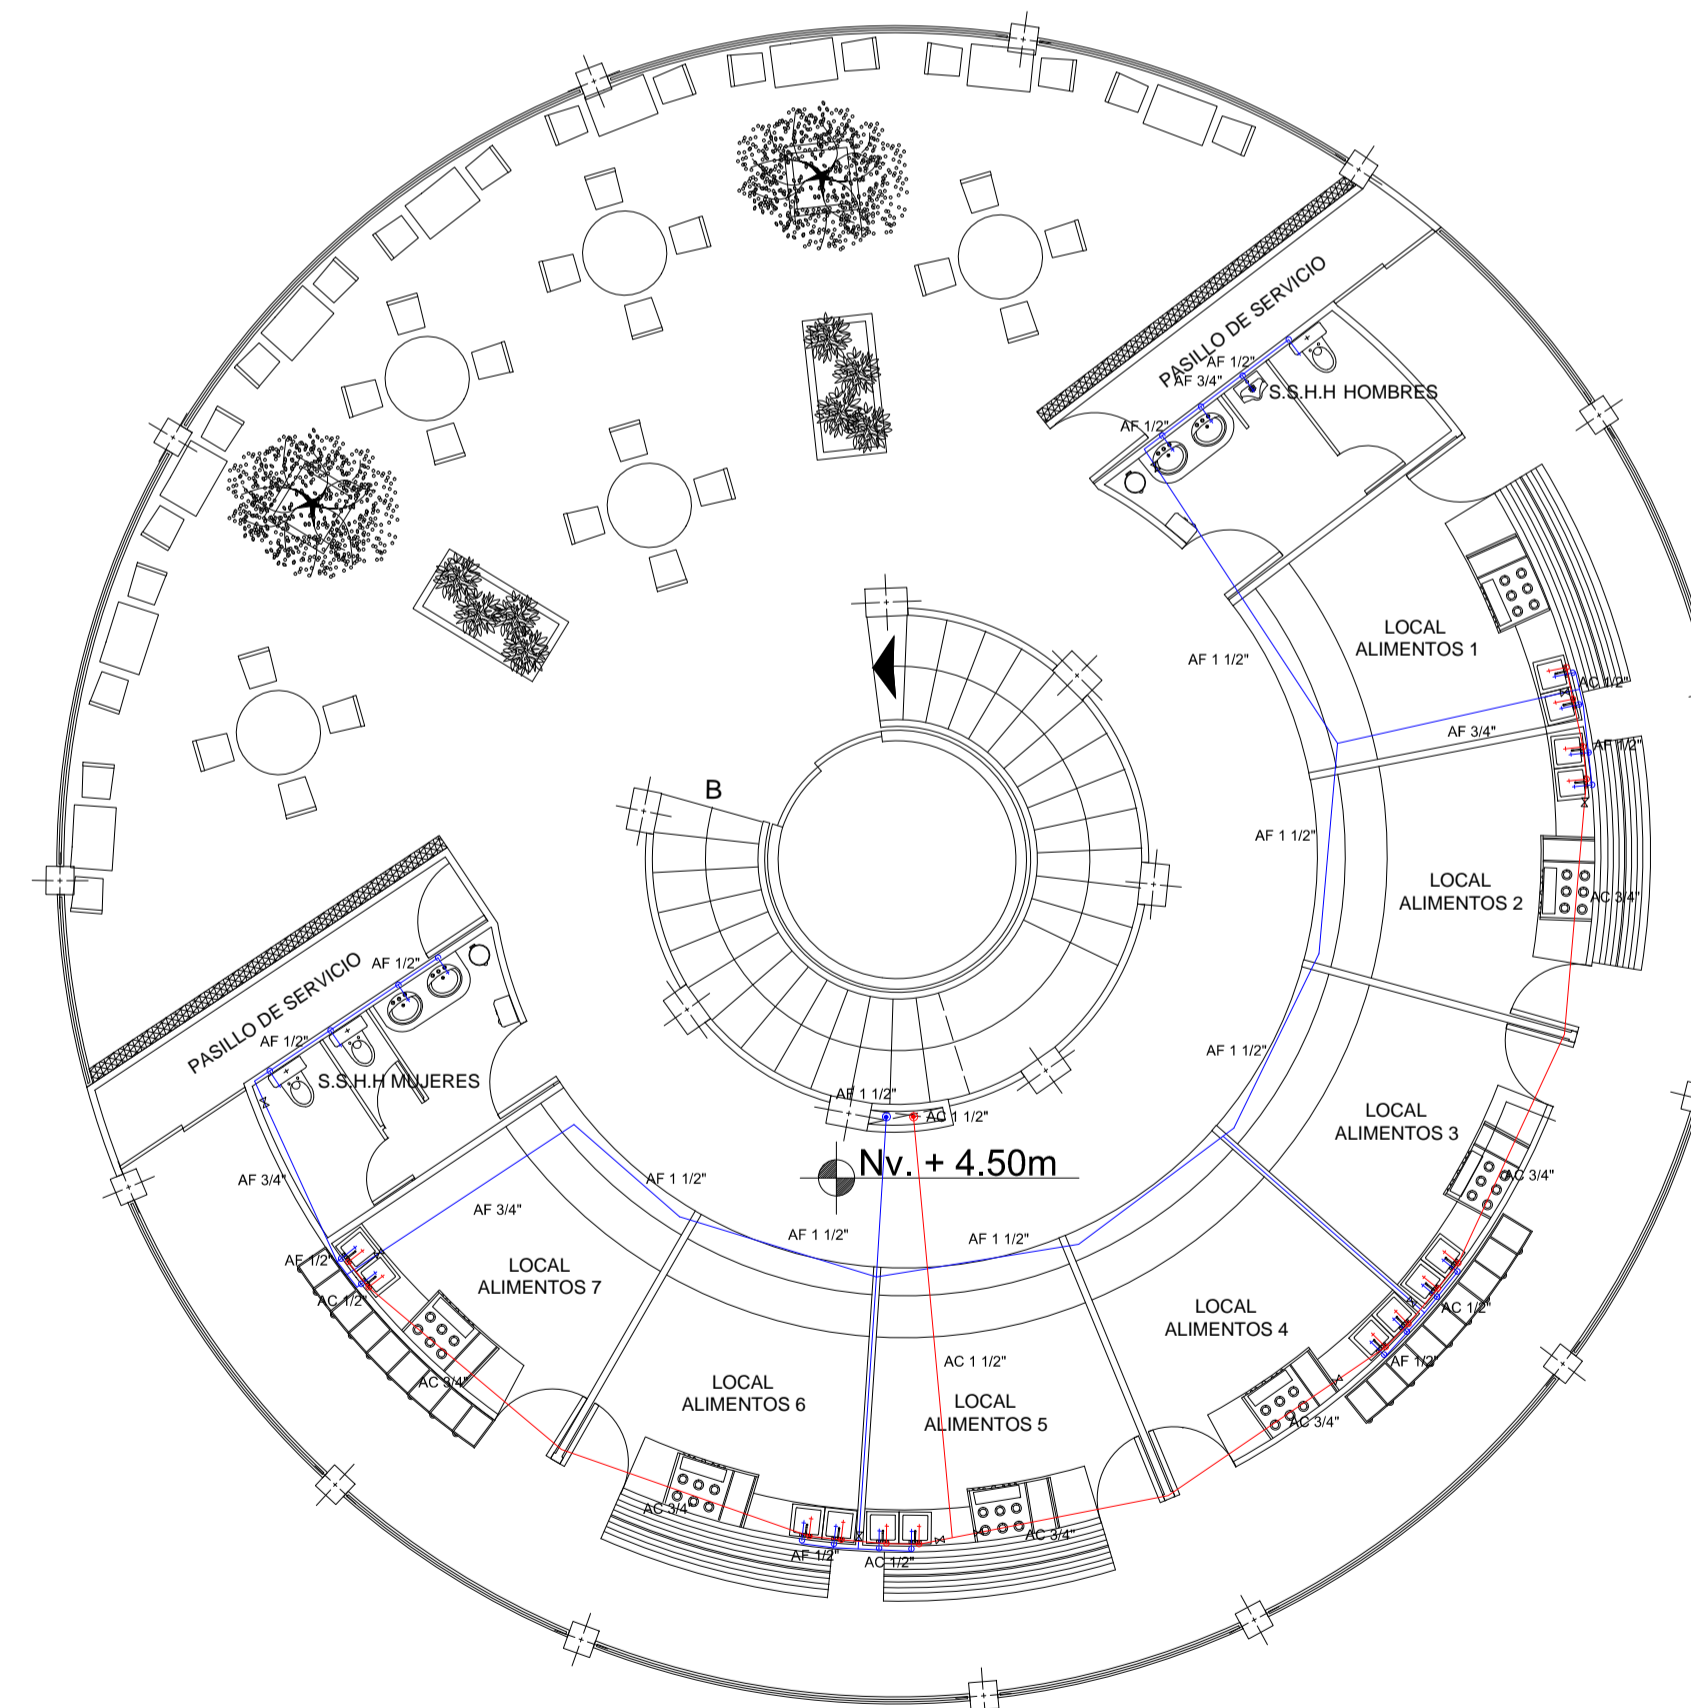 PASILLO DE SERVICIO
AF 1/2"
AF 3/4"
S.S.H.H HOMBRES
AF 1/2"
LOCAL
ALIMENTOS 1
AF 1 1/2"
AC 1/2"
AF 3/4"
AF 1/2"
B
AF 1 1/2"
LOCAL
ALIMENTOS 2
AC 3/4"
PASILLO DE SERVICIO
AF 1/2"
AF 1/2"
S.S.H.H MUJERES
AF 1 1/2"
AF 1 1/2"
AC 1 1/2"
LOCAL
ALIMENTOS 3
Nv. + 4.50m
AC 3/4"
AF 3/4"
AF 1 1/2"
AF 3/4"
AF 1 1/2"
AF 1 1/2"
AF 1/2"
LOCAL
ALIMENTOS 7
AC 1/2"
LOCAL
ALIMENTOS 4
AC 1/2"
AF 1/2"
AC 1 1/2"
AC 3/4"
LOCAL
ALIMENTOS 6
LOCAL
ALIMENTOS 5
AC 3/4"
AC 3/4"
AC 3/4"
AF 1/2"
AC 1/2"